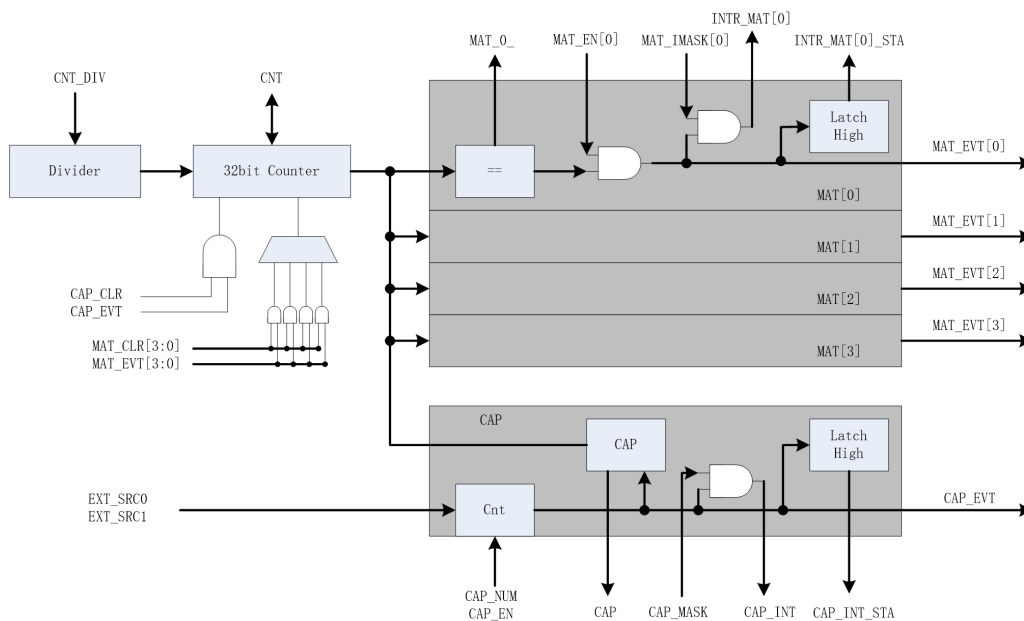 INTR_MAT[0]
MAT_0_
MAT_EN[0]
MAT_IMASK[0]
INTR_MAT[0]_STA
CNT_DIV
CNT
Divider
32bit Counter
==
Latch
High
MAT_EVT[0]
MAT[0]
MAT_EVT[1]
MAT[1]
MAT_EVT[2]
MAT[2]
MAT_EVT[3]
MAT[3]
CAP_CLR
CAP_EVT
MAT_CLR[3:0]
MAT_EVT[3:0]
CAP
CAP
Latch
High
EXT_SRC0
EXT_SRC1
Cnt
CAP_EVT
CAP_NUM
CAP_EN
CAP
CAP_MASK
CAP_INT
CAP_INT_STA